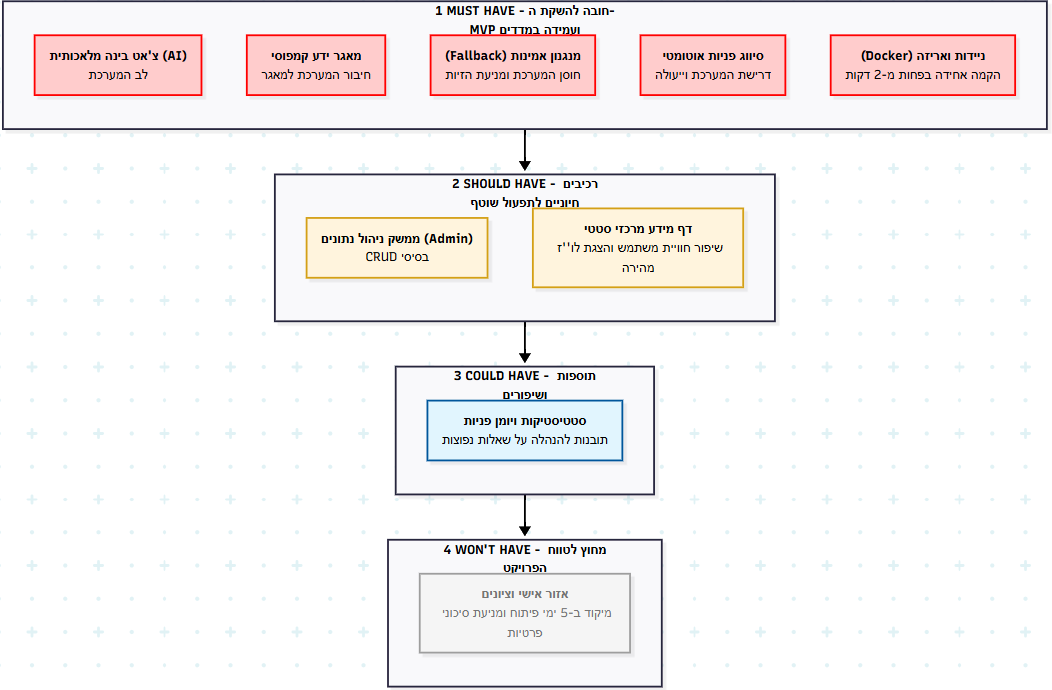 1 MUST HAVE - חובה להשקת ה-
MVP ועמידה במדדים
ניידות ואריזה (Docker)
הקמה אחידה בפחות מ-2 דקות
סיווג פניות אוטומטי
דרישת המערכת וייעולה
מנגנון אמינות (Fallback)
חוסן המערכת ומניעת הזיות
מאגר ידע קמפוסי
חיבור המערכת למאגר
צ'אט בינה מלאכותית (AI)
לב המערכת
2 SHOULD HAVE - רכיבים
חיוניים לתפעול שוטף
דף מידע מרכזי סטטי
שיפור חוויית משתמש והצגת לו''ז
מהירה
ממשק ניהול נתונים (Admin)
CRUD בסיסי
3 COULD HAVE - תוספות
ושיפורים
סטטיסטיקות ויומן פניות
תובנות להנהלה על שאלות נפוצות
4 WON'T HAVE - מחוץ לטווח
הפרויקט
אזור אישי וציונים
מיקוד ב-5 ימי פיתוח ומניעת סיכוני
פרטיות